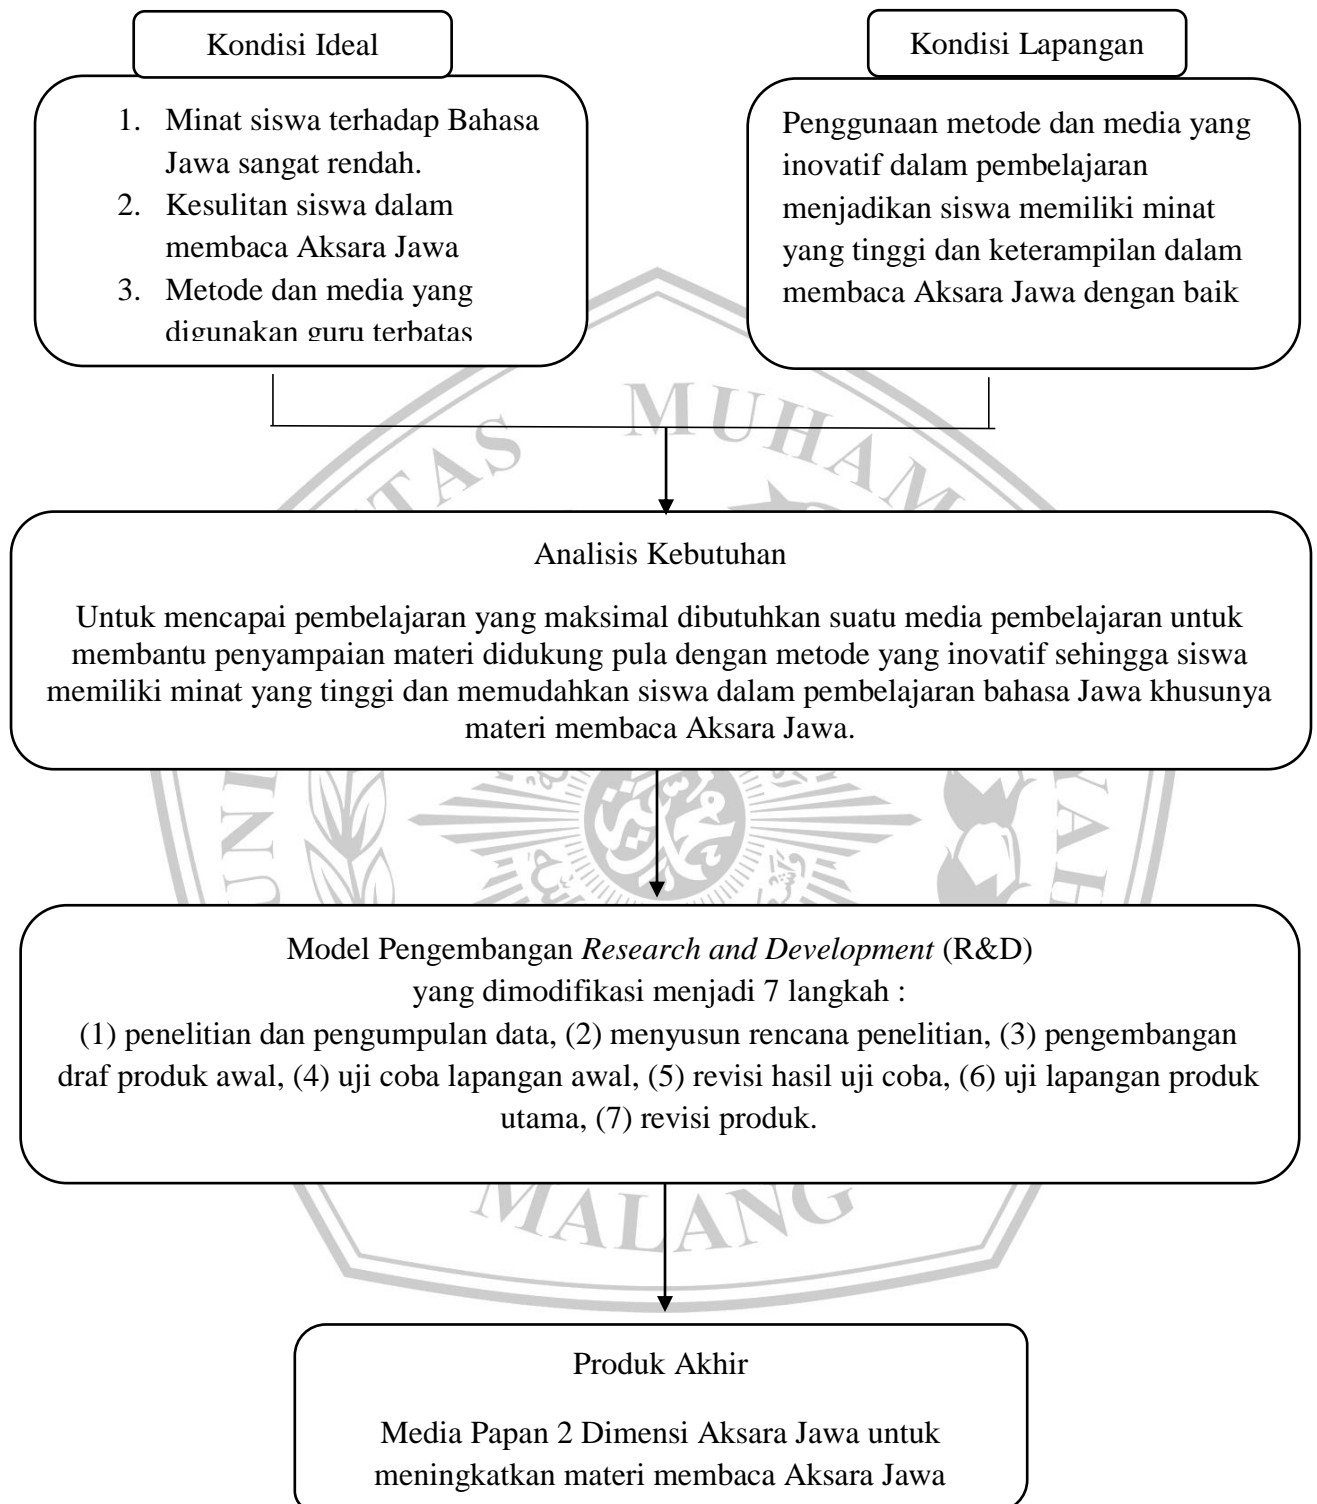 Kondisi Ideal
1. Minat siswa terhadap Bahasa
Jawa sangat rendah.
2. Kesulitan siswa dalam
membaca Aksara Jawa
3. Metode dan media yang
digunakan guru terbatas
Kondisi Lapangan
Penggunaan metode dan media yang
inovatif dalam pembelajaran
menjadikan siswa memiliki minat
yang tinggi dan keterampilan dalam
membaca Aksara Jawa dengan baik
TAS MUHAM
Analisis Kebutuhan
Untuk mencapai pembelajaran yang maksimal dibutuhkan suatu media pembelajaran untuk
membantu penyampaian materi didukung pula dengan metode yang inovatif sehingga siswa
memiliki minat yang tinggi dan memudahkan siswa dalam pembelajaran bahasa Jawa khusunya
materi membaca Aksara Jawa.
UNI
YAH
Model Pengembangan Research and Development (R&D)
yang dimodifikasi menjadi 7 langkah :
(1) penelitian dan pengumpulan data, (2) menyusun rencana penelitian, (3) pengembangan
draf produk awal, (4) uji coba lapangan awal, (5) revisi hasil uji coba, (6) uji lapangan produk
utama, (7) revisi produk.
MALANG
Produk Akhir
Media Papan 2 Dimensi Aksara Jawa untuk
meningkatkan materi membaca Aksara Jawa